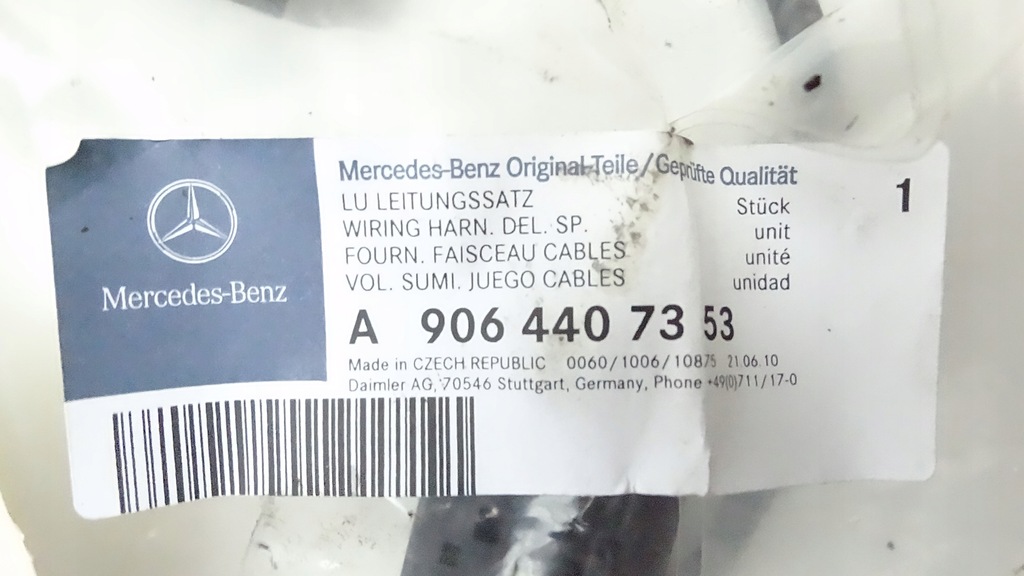 Mercedes-Benz
Mercedes-Benz Original-Teile/Geprüfte Qualität
LU LEITUNGSSATZ Stück 1
WIRING HARN. DEL. SP. unit
FOURN. FAISCEAU CABLES unité
VOL. SUMI. JUEGO CABLES unidad
A 906 440 73 53
Made in CZECH REPUBLIC 0060/1006/10875 21.06.10
Daimler AG, 70546 Stuttgart, Germany, Phone +49(0)711/17-0